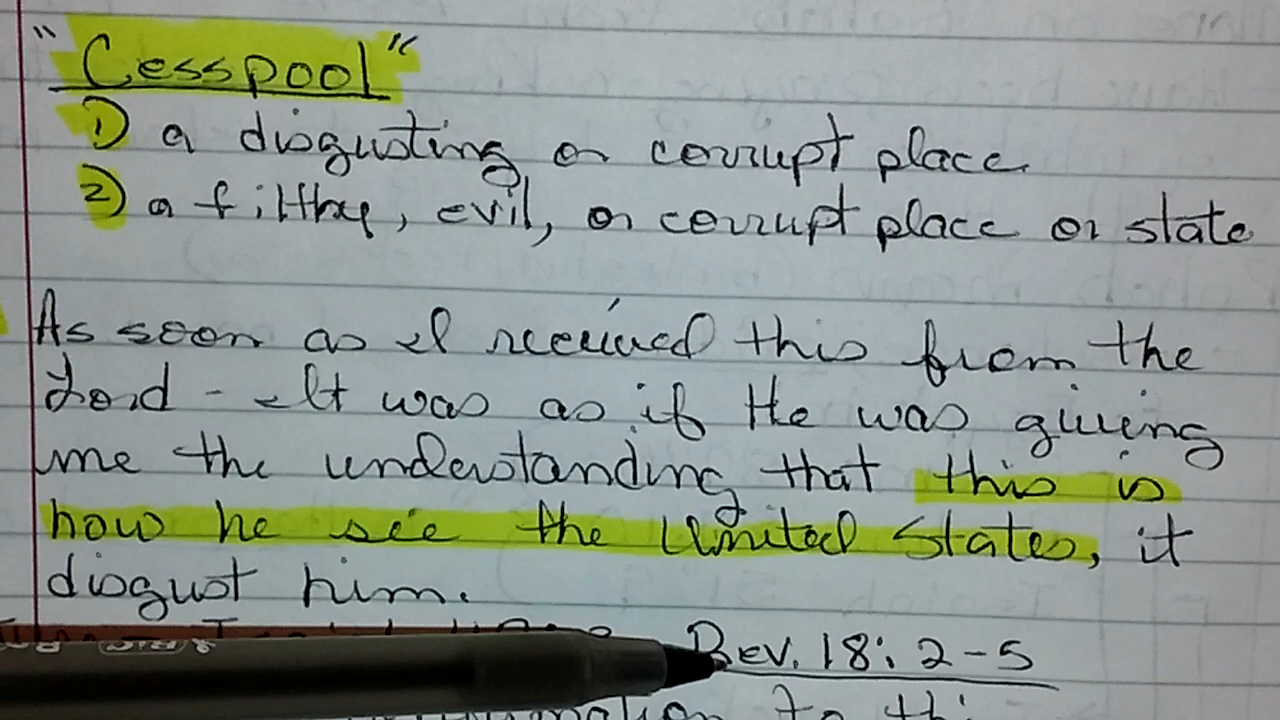 "Cesspool"
1) a disgusting or corrupt place
2) a filthy, evil, or corrupt place or state
As soon as I received this from the
Lord - It was as if He was giving
me the understanding that this is
how he see the United States, it
disgust him.
Rev. 18:2-5
to thi